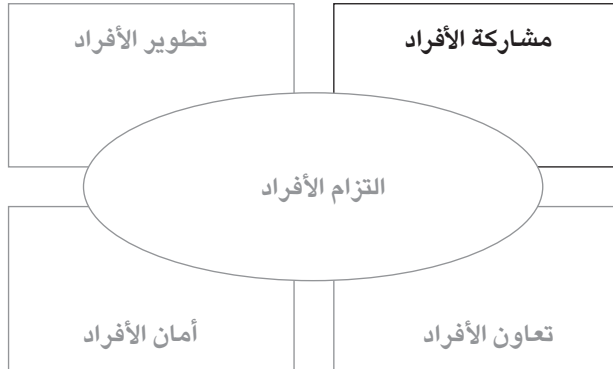 مشاركة الأفراد
تطوير الأفراد
التزام الأفراد
تعاون الأفراد
أمان الأفراد